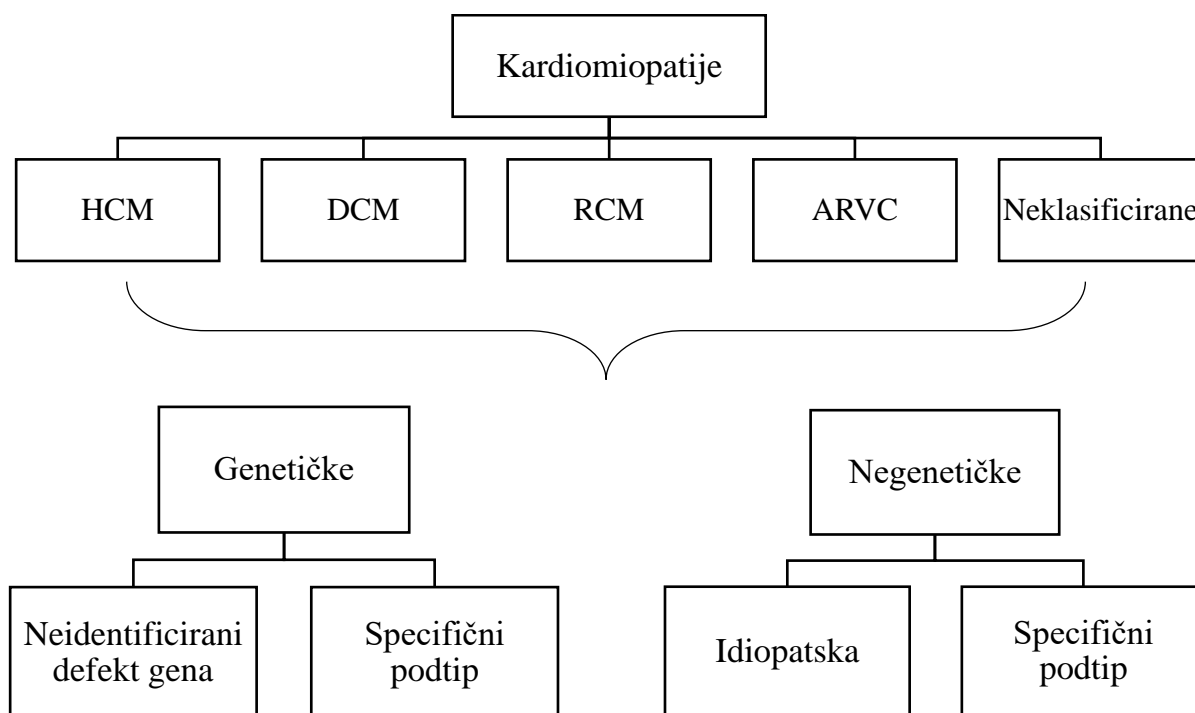 Kardiomiopatije
HCM
DCM
RCM
ARVC
Neklasificirane
Genetičke
Negenetičke
Neidentificirani
defekt gena
Specifični
podtip
Idiopatska
Specifični
podtip